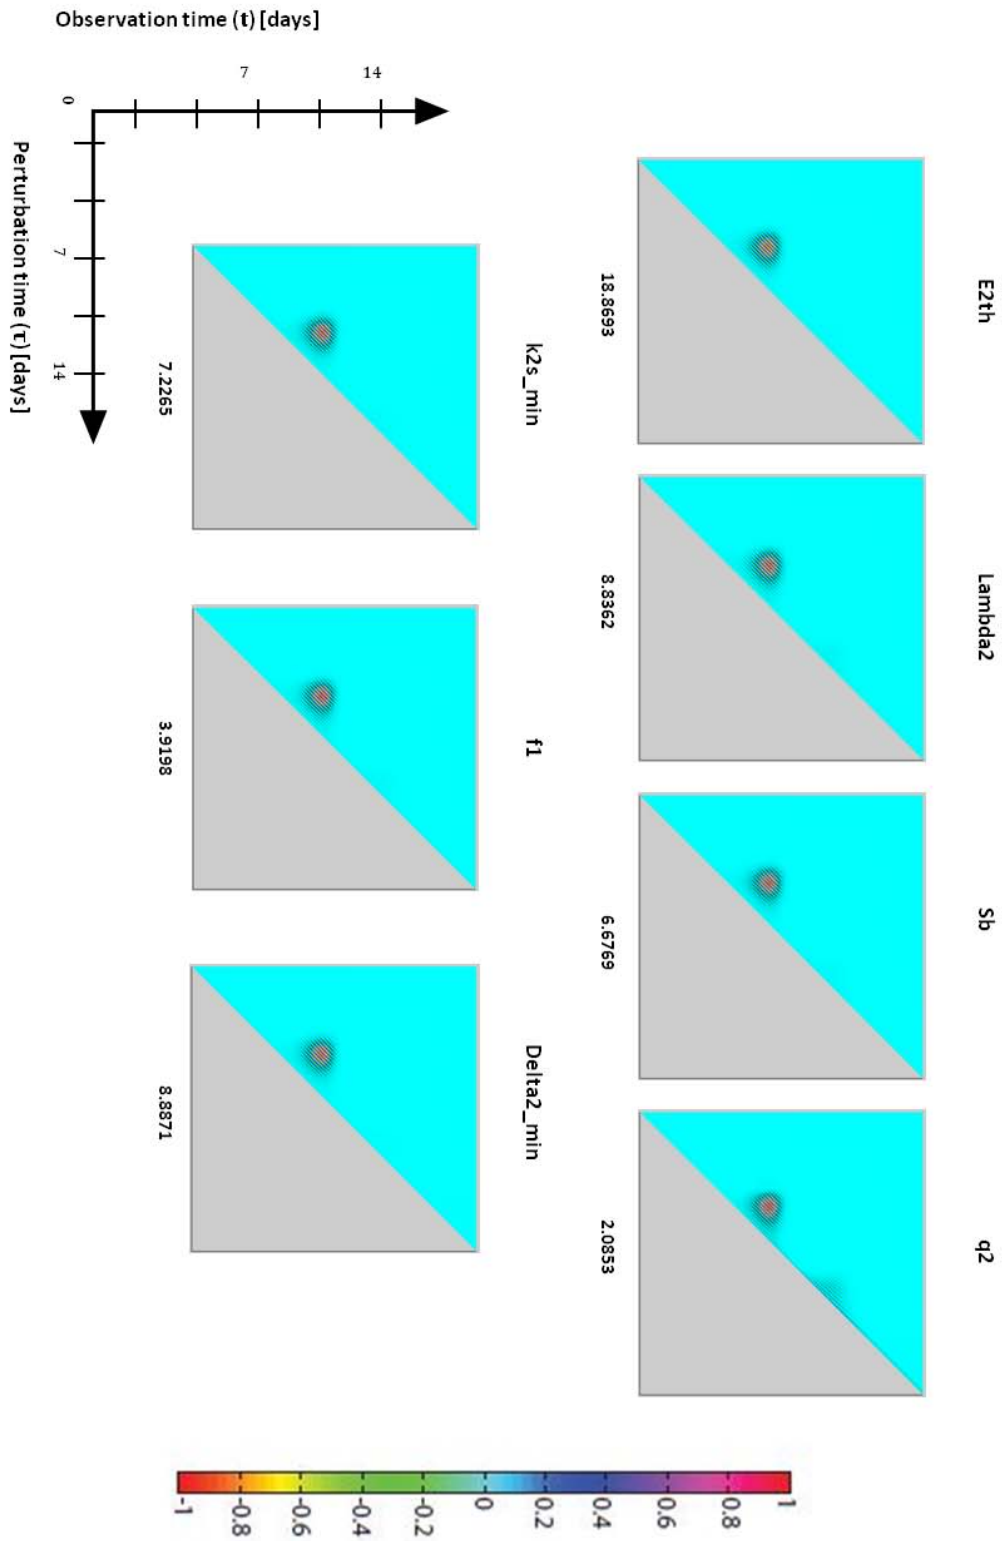 E2th
Lambda2
Sb
q2
18.8693
8.8362
6.6769
2.0853
k2s_min
f1
Delta2_min
7.2265
3.9198
8.8871
Observation time (t) [days]
7
14
0
7
14
Perturbation time (τ) [days]
-1
-0.8
-0.6
-0.4
-0.2
0
0.2
0.4
0.6
0.8
1